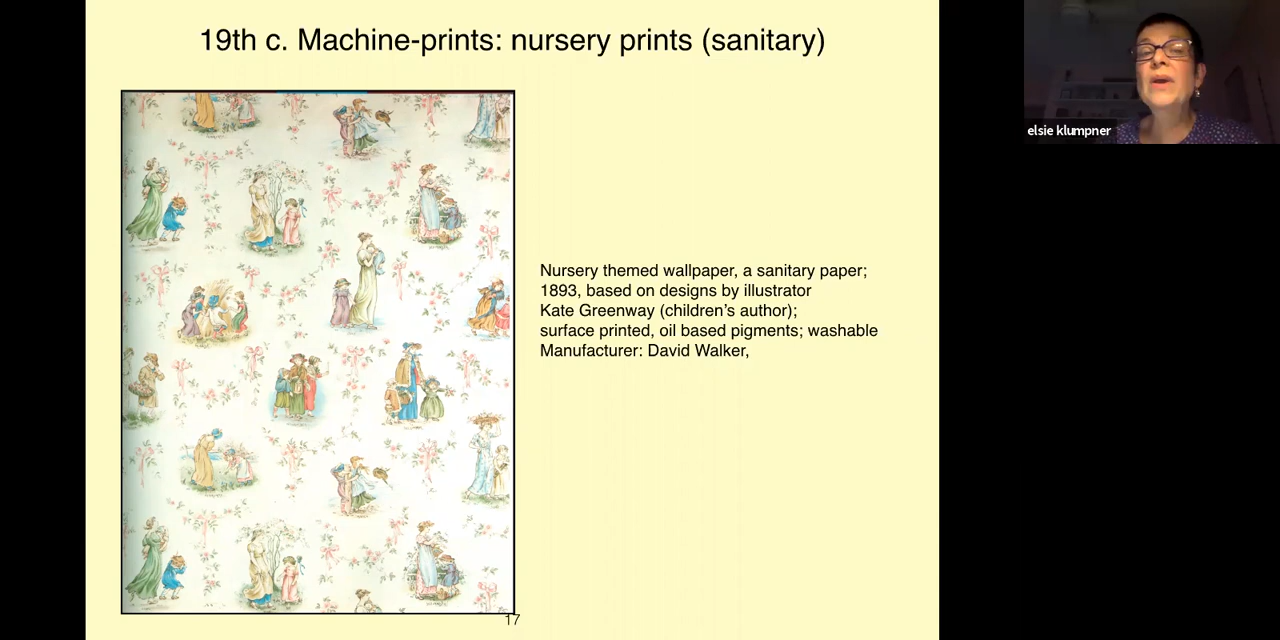 19th c. Machine-prints: nursery prints (sanitary)
elsie klumpner
Nursery themed wallpaper, a sanitary paper;
1893, based on designs by illustrator
Kate Greenway (children’s author);
surface printed, oil based pigments; washable
Manufacturer: David Walker,
17